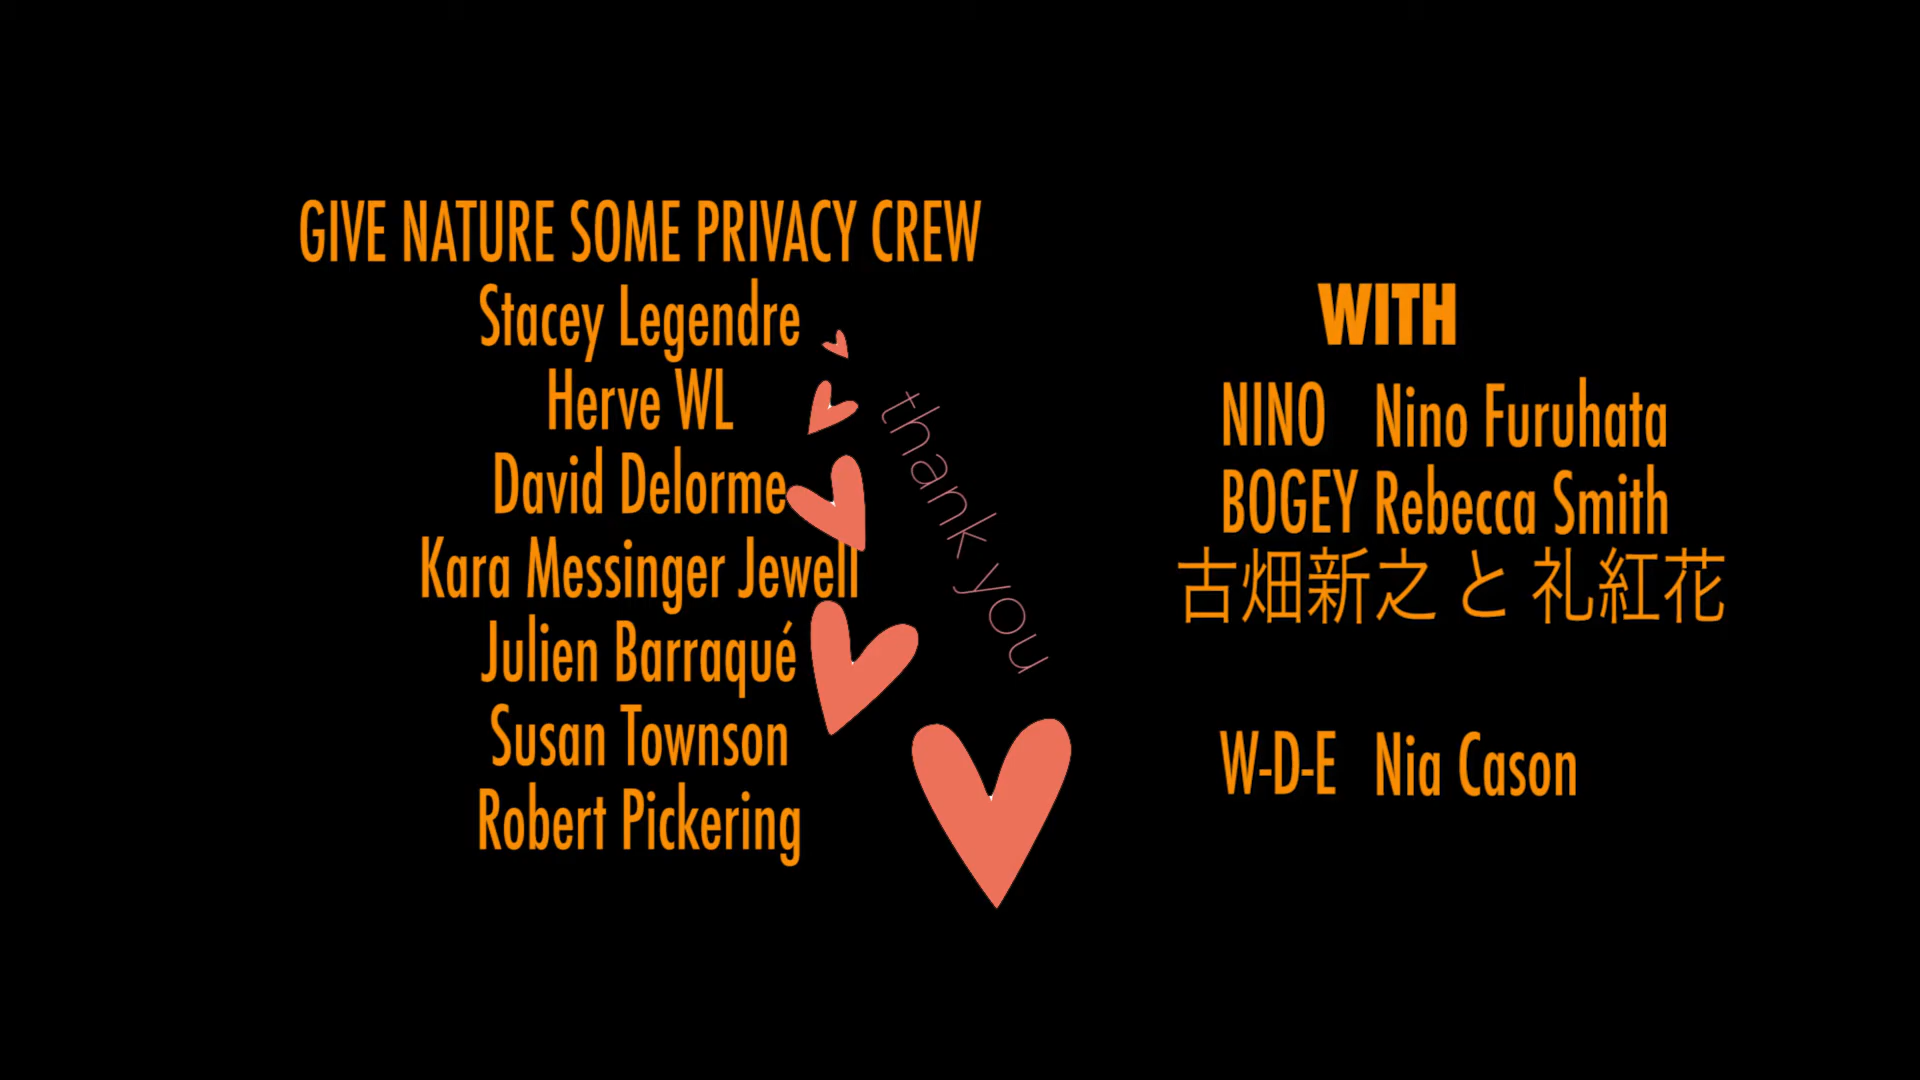 GIVE NATURE SOME PRIVACY CREW
Stacey Legendre
Herve WL
David Delorme
Kara Messinger Jewell
Julien Barraqué
Susan Townson
Robert Pickering
thank you
WITH
NINO Nino Furuhata
BOGEY Rebecca Smith
古畑新之 と 礼紅花
W-D-E Nia Cason